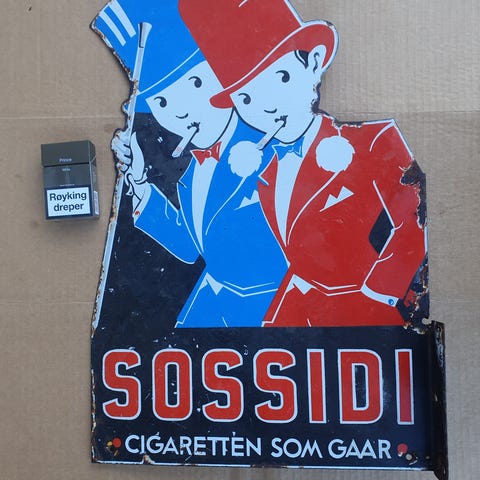 Prince
Røyking
dreper
SOSSIDI
CIGARETTEN SOM GAAR